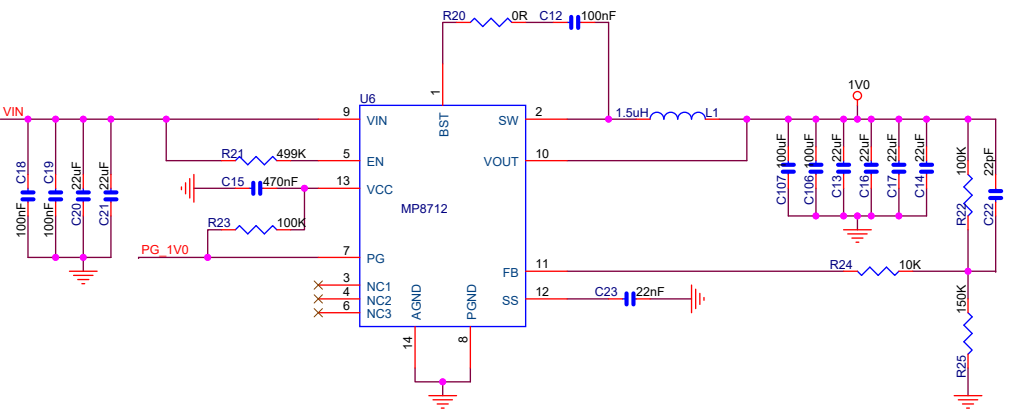 R20 0R C12 100nF
1V0
U6
1
VIN 9 VIN BST SW 2 1.5uH L1
C18 100nF
C19 100nF
22uF C20
22uF C21
R21 499K 5 EN VOUT 10
C15 470nF 13 VCC
MP8712
R23 100K
PG_1V0 7 PG
100uF C107
100uF C106
22uF C13
22uF C16
22uF C17
22uF C14
100K R22
22pF C22
FB 11 R24 10K
3 NC1
4 NC2
6 NC3
SS 12 C23 22nF
AGND PGND
14 8
150K R25